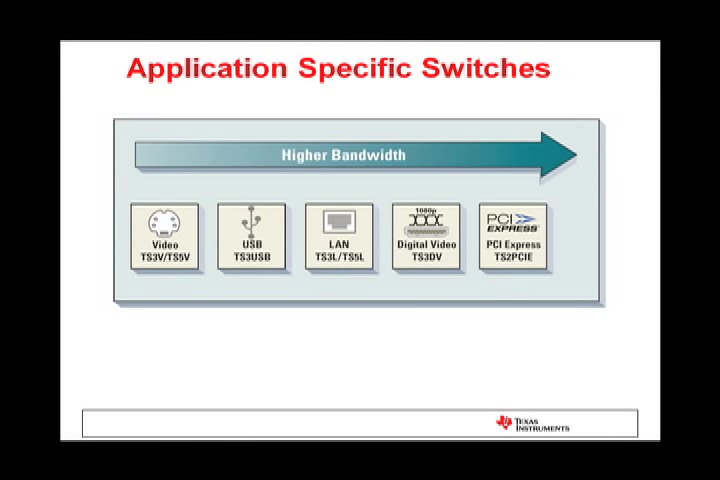 Application Specific Switches
Higher Bandwidth
Video
TS3V/TS5V
USB
TS3USB
LAN
TS3L/TS5L
1080p
Digital Video
TS3DV
PCI
EXPRESS
PCI Express
TS2PCIE
TEXAS
INSTRUMENTS